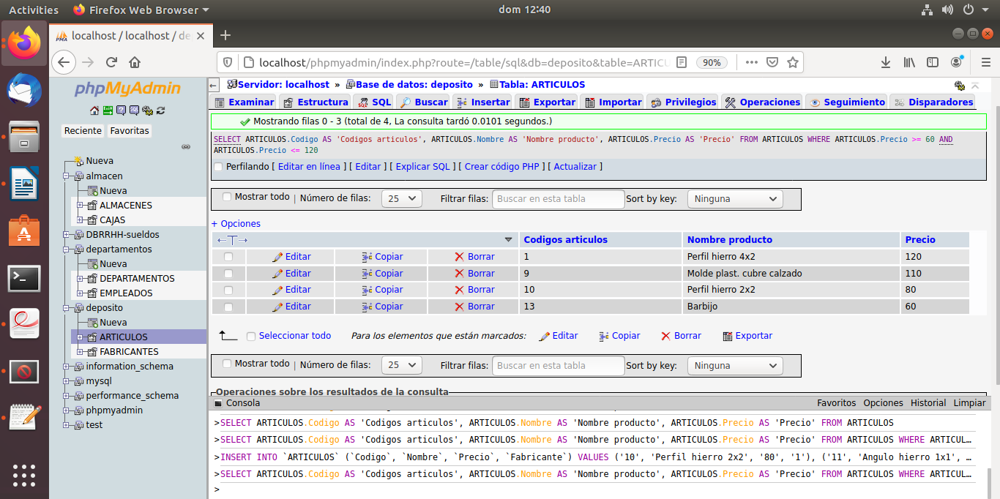 Activities Firefox Web Browser dom 12:40
localhost / localhost / de
localhost/phpmyadmin/index.php?route=/table/sql&db=deposito&table=ARTICU 90%
phpMyAdmin
Reciente Favoritas
Nueva
almacen
Nueva
ALMACENES
CAJAS
DBRRHH-sueldos
departamentos
Nueva
DEPARTAMENTOS
EMPLEADOS
deposito
Nueva
ARTICULOS
FABRICANTES
information_schema
mysql
performance_schema
phpmyadmin
test
Servidor: localhost » Base de datos: deposito » Tabla: ARTICULOS
Examinar Estructura SQL Buscar Insertar Exportar Importar Privilegios Operaciones Seguimiento Disparadores
Mostrando filas 0 - 3 (total de 4, La consulta tardó 0.0101 segundos.)
SELECT ARTICULOS.Codigo AS 'Codigos articulos', ARTICULOS.Nombre AS 'Nombre producto', ARTICULOS.Precio AS 'Precio' FROM ARTICULOS WHERE ARTICULOS.Precio >= 60 AND
ARTICULOS.Precio <= 120
Perfilando [ Editar en línea ] [ Editar ] [ Explicar SQL ] [ Crear código PHP ] [ Actualizar ]
Mostrar todo | Número de filas: 25 Filtrar filas: Buscar en esta tabla Sort by key: Ninguna
+ Opciones
←T→ Codigos articulos Nombre producto Precio
Editar Copiar Borrar 1 Perfil hierro 4x2 120
Editar Copiar Borrar 9 Molde plast. cubre calzado 110
Editar Copiar Borrar 10 Perfil hierro 2x2 80
Editar Copiar Borrar 13 Barbijo 60
Seleccionar todo Para los elementos que están marcados: Editar Copiar Borrar Exportar
Mostrar todo | Número de filas: 25 Filtrar filas: Buscar en esta tabla Sort by key: Ninguna
Operaciones sobre los resultados de la consulta
Consola Favoritos Opciones Historial Limpiar
>SELECT ARTICULOS.Codigo AS 'Codigos articulos', ARTICULOS.Nombre AS 'Nombre producto', ARTICULOS.Precio AS 'Precio' FROM ARTICULOS
>SELECT ARTICULOS.Codigo AS 'Codigos articulos', ARTICULOS.Nombre AS 'Nombre producto', ARTICULOS.Precio AS 'Precio' FROM ARTICULOS WHERE ARTICUL…
>INSERT INTO `ARTICULOS` (`Codigo`, `Nombre`, `Precio`, `Fabricante`) VALUES ('10', 'Perfil hierro 2x2', '80', '1'), ('11', 'Angulo hierro 1x1', …
>SELECT ARTICULOS.Codigo AS 'Codigos articulos', ARTICULOS.Nombre AS 'Nombre producto', ARTICULOS.Precio AS 'Precio' FROM ARTICULOS WHERE ARTICUL…
>